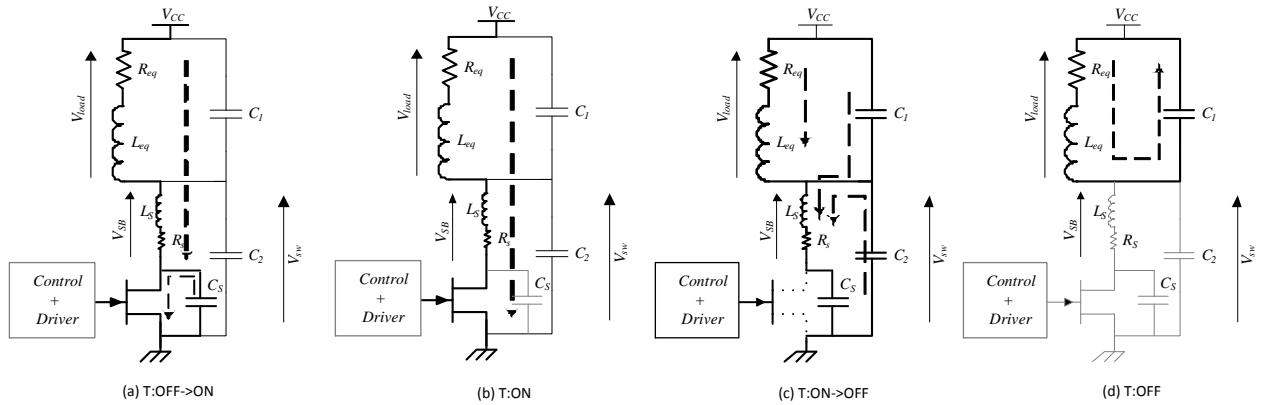 V_CC
R_eq
V_load
C_1
L_eq
L_S
V_SB
R_s
V_sw
C_2
C_S
Control
+
Driver
(a) T:OFF->ON
V_CC
R_eq
V_load
C_1
L_eq
L_S
V_SB
R_s
V_sw
C_2
C_S
Control
+
Driver
(b) T:ON
V_CC
R_eq
V_load
C_1
L_eq
L_S
V_SB
R_s
V_sw
C_2
C_S
Control
+
Driver
(c) T:ON->OFF
V_CC
R_eq
V_load
C_1
L_eq
L_S
V_SB
R_S
V_sw
C_2
C_S
Control
+
Driver
(d) T:OFF